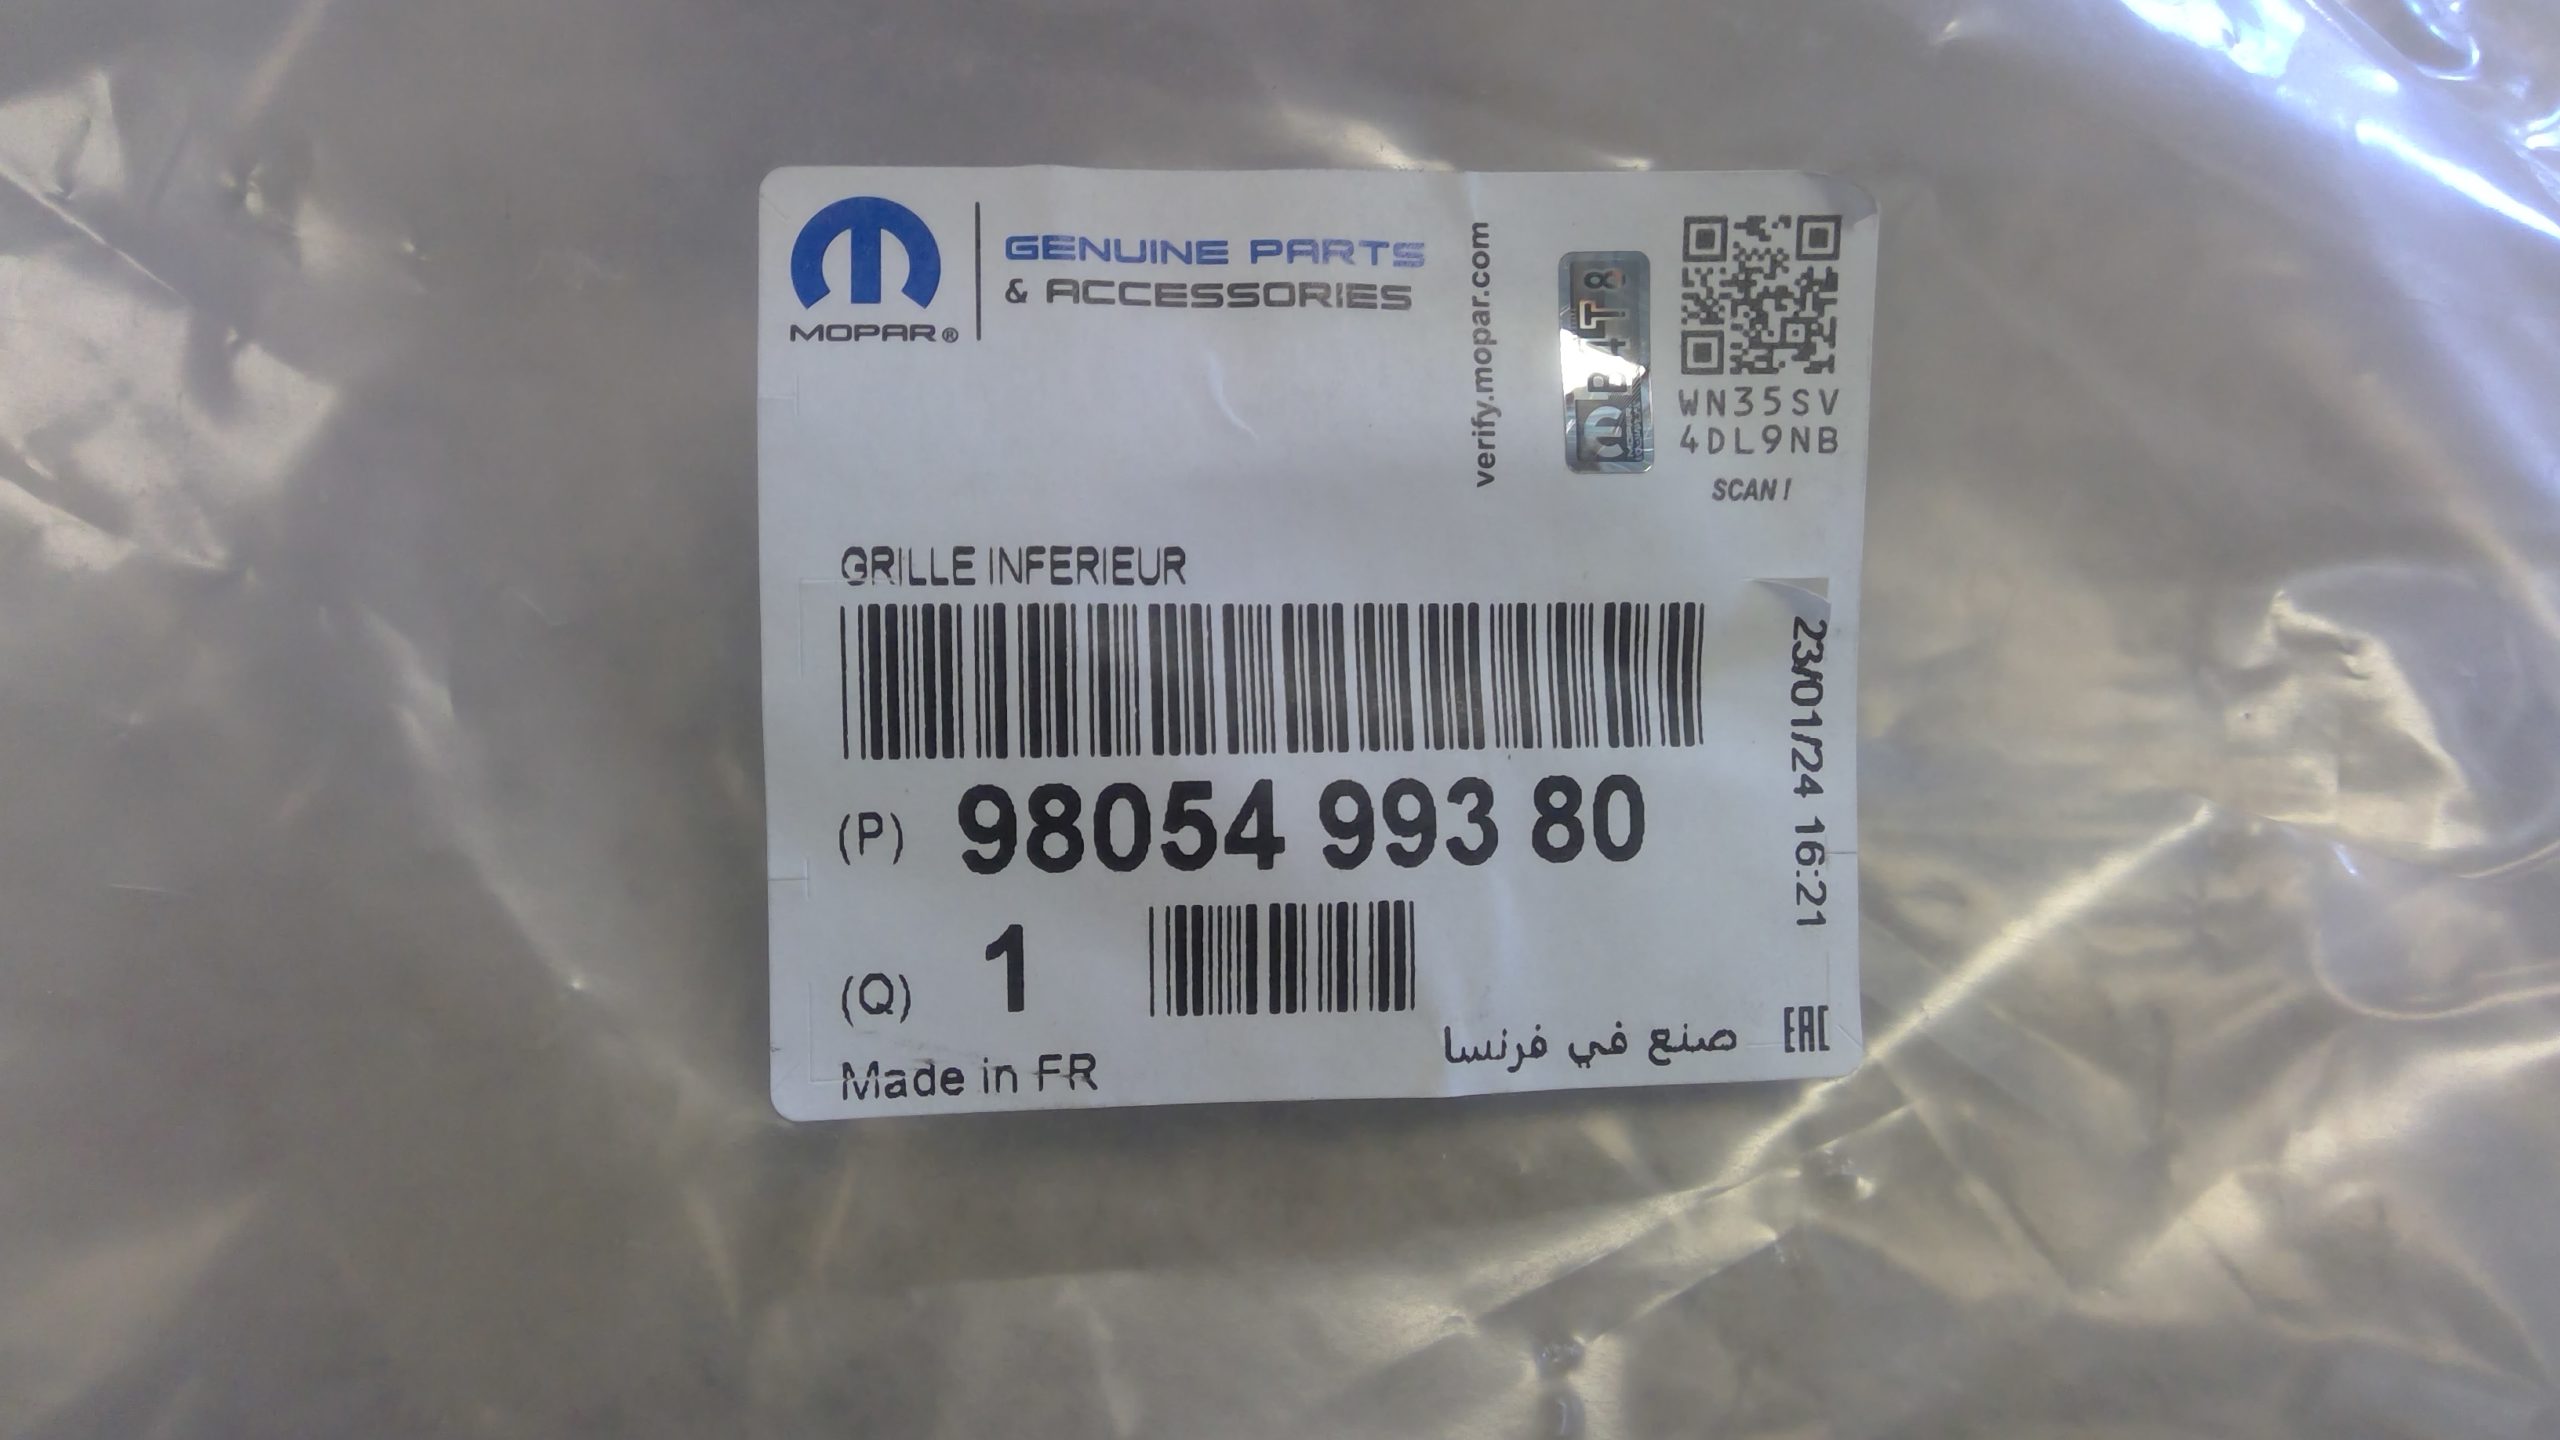 GENUINE PARTS
& ACCESSORIES
MOPAR®
verify.mopar.com
WN35SV
4DL9NB
SCAN!
GRILLE INFERIEUR
(P) 98054 993 80
23/01/24 16:21
(Q) 1
Made in FR
صنع في فرنسا
EAC